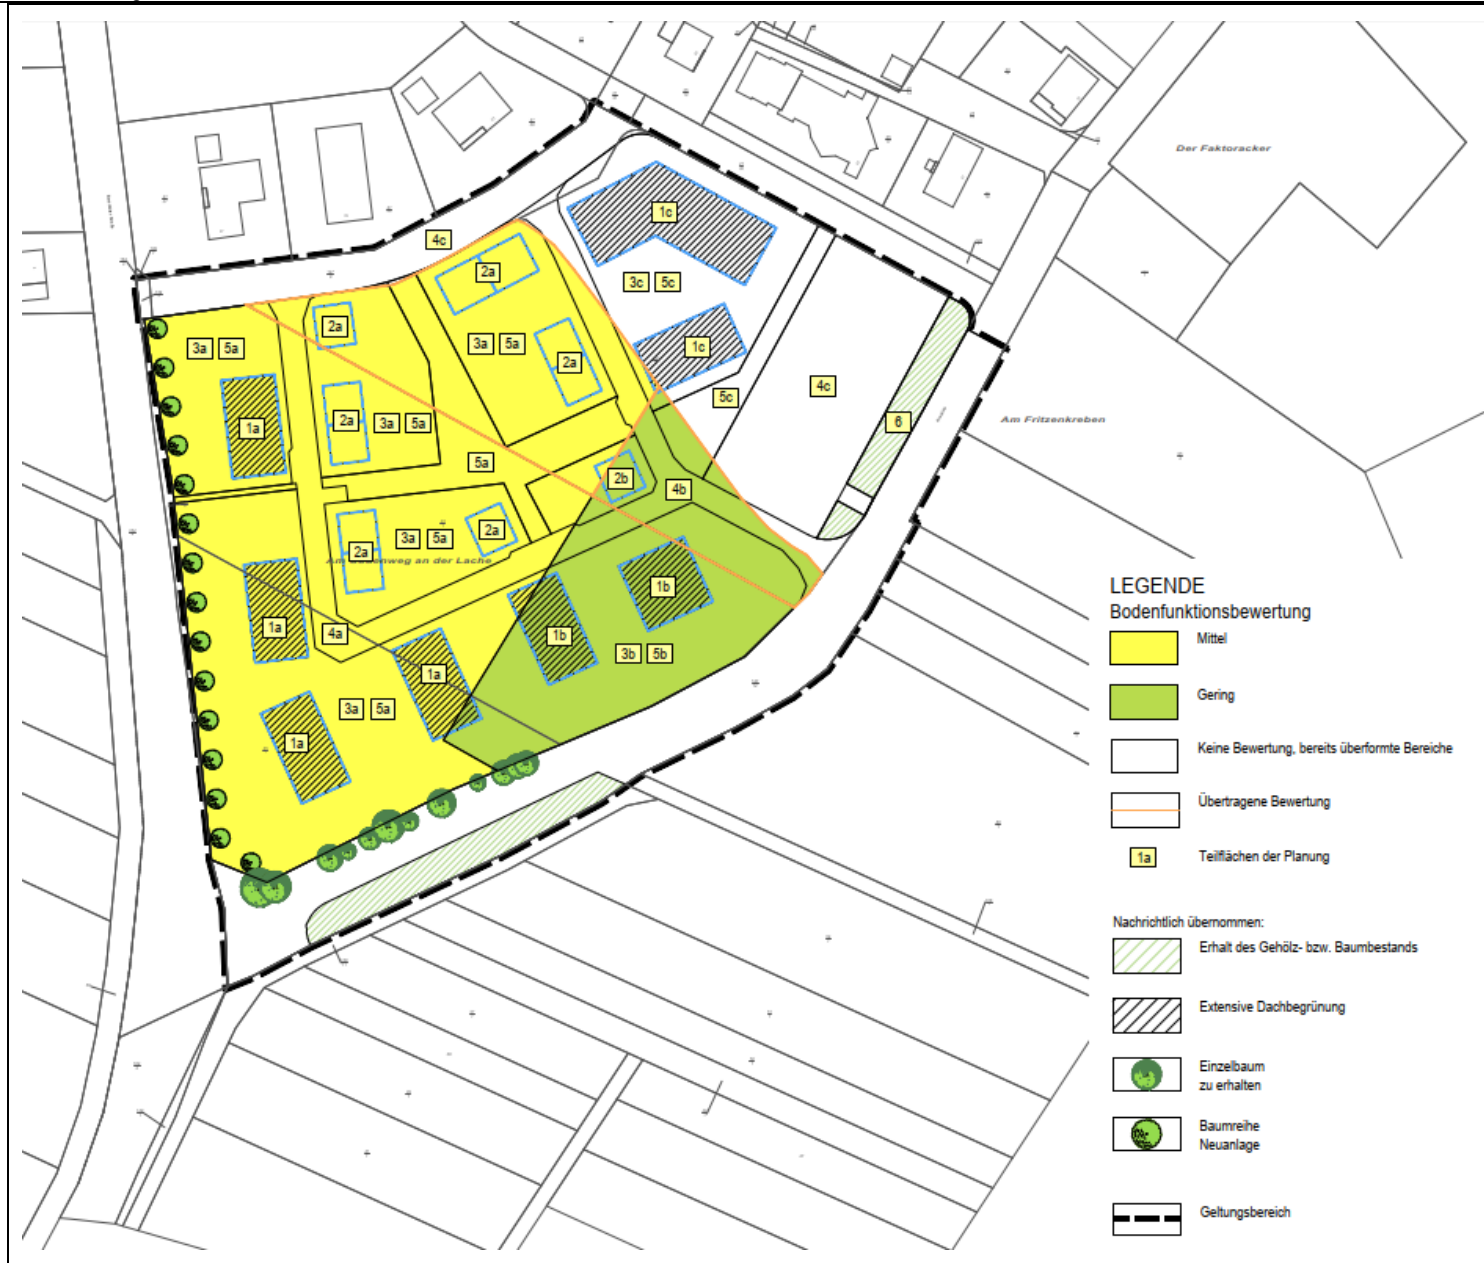 Der Faktoracker
1c
4c
2a
3c 5c
2a
3a 5a
3a 5a
2a
1c
4c
5c
Am Fritzenkreben
6
2a
3a 5a
1a
5a
2b
4b
2a
3a 5a
2a
an der Lache
1b
1a
4a
1b
3b 5b
1a
3a 5a
1a
LEGENDE
Bodenfunktionsbewertung
Mittel
Gering
Keine Bewertung, bereits überformte Bereiche
Übertragene Bewertung
1a Teilflächen der Planung
Nachrichtlich übernommen:
Erhalt des Gehölz- bzw. Baumbestands
Extensive Dachbegrünung
Einzelbaum
zu erhalten
Baumreihe
Neuanlage
Geltungsbereich